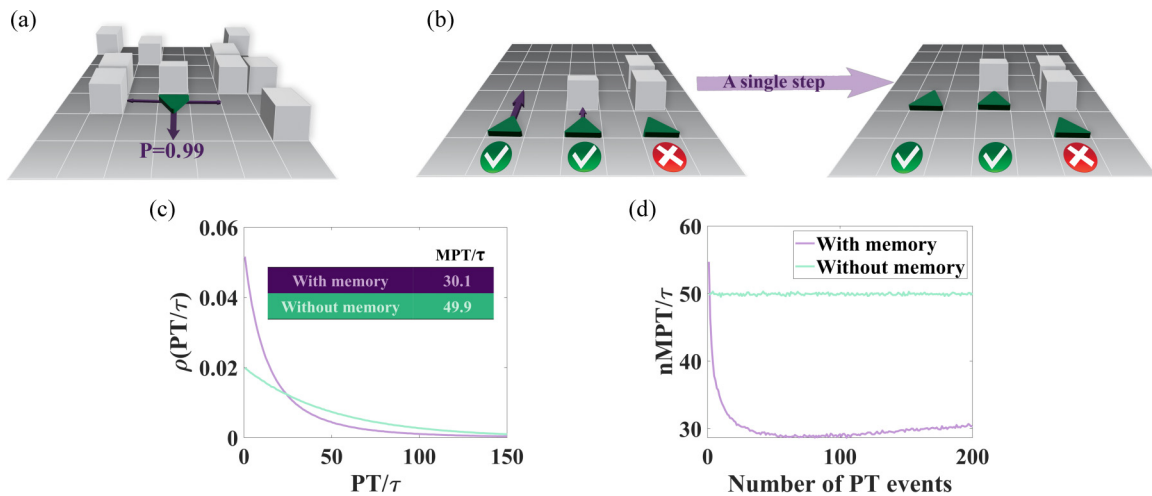 (a)
P=0.99
(b)
A single step
(c)
ρ(PT/τ)
0.06
0.04
0.02
0
MPT/τ
With memory 30.1
Without memory 49.9
0 50 100 150
PT/τ
(d)
nMPT/τ
60
50
40
30
With memory
Without memory
0 100 200
Number of PT events